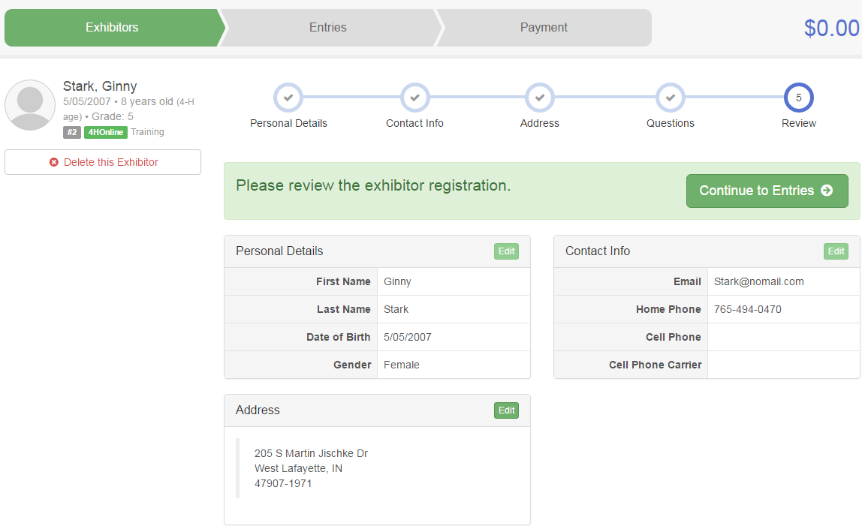 Exhibitors
Entries
Payment
$0.00
Stark, Ginny
5/05/2007 • 8 years old (4-H
age) • Grade: 5
#2 4HOnline Training
Delete this Exhibitor
5
Personal Details
Contact Info
Address
Questions
Review
Please review the exhibitor registration.
Continue to Entries
Personal Details Edit
First Name Ginny
Last Name Stark
Date of Birth 5/05/2007
Gender Female
Contact Info Edit
Email Stark@nomail.com
Home Phone 765-494-0470
Cell Phone
Cell Phone Carrier
Address Edit
205 S Martin Jischke Dr
West Lafayette, IN
47907-1971